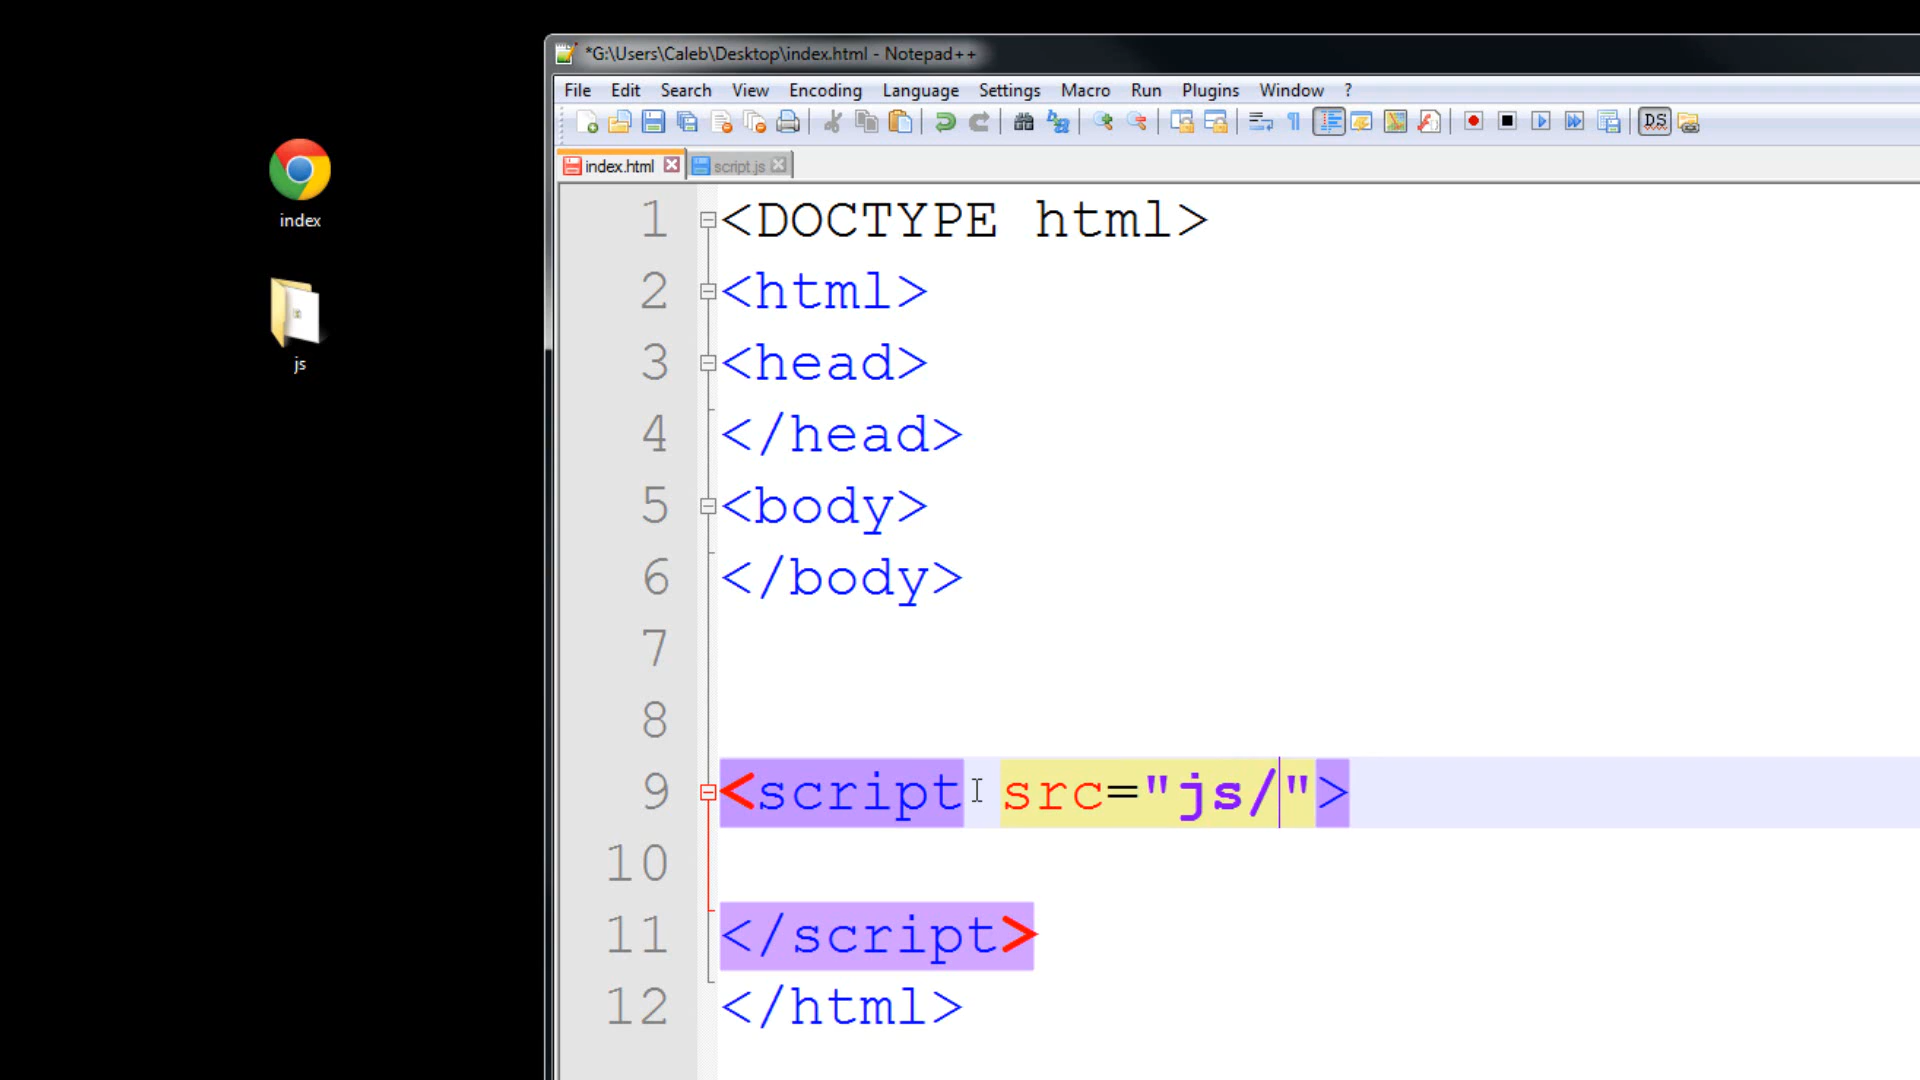 *G:\Users\Caleb\Desktop\index.html - Notepad++
File Edit Search View Encoding Language Settings Macro Run Plugins Window ?
DS
index.html script.js
index
js
1 <DOCTYPE html>
2 <html>
3 <head>
4 </head>
5 <body>
6 </body>
7
8
9 <script src="js/">
10
11 </script>
12 </html>